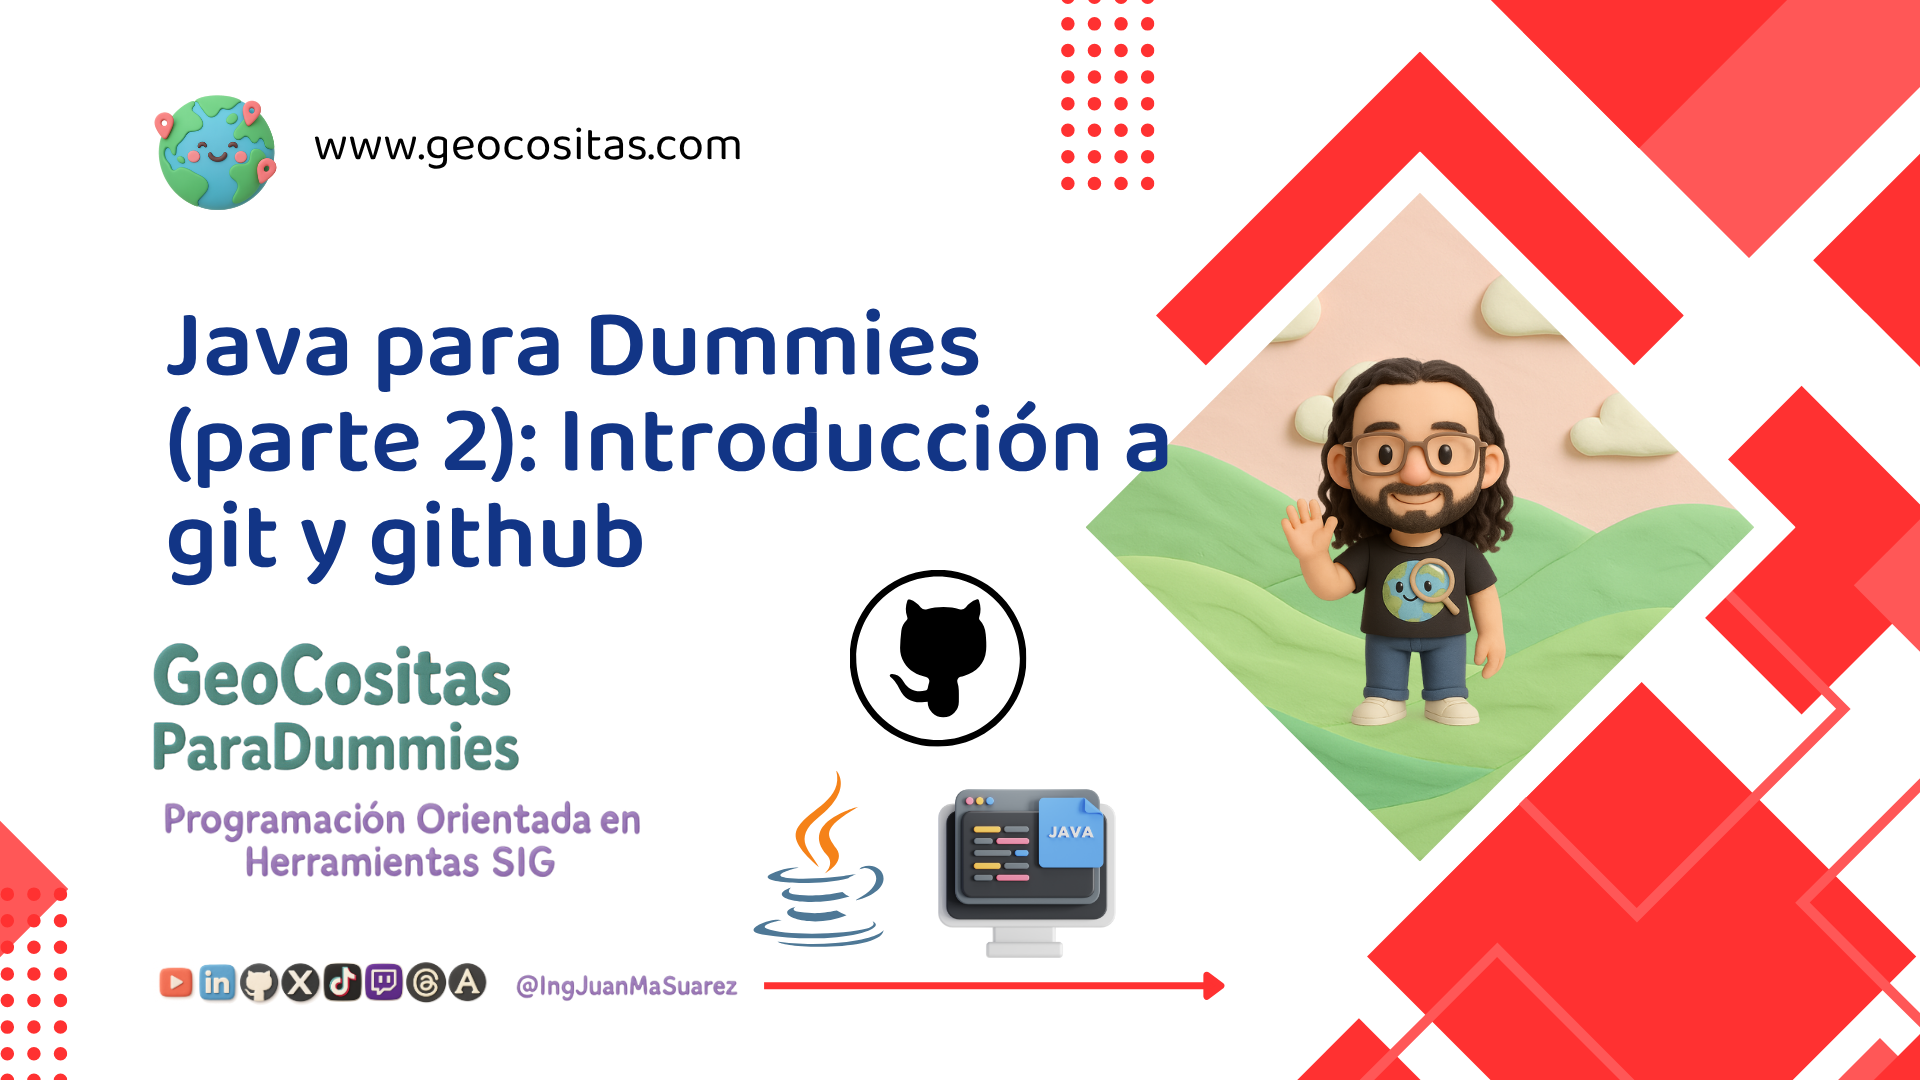 www.geocositas.com
Java para Dummies
(parte 2): Introducción a
git y github
GeoCositas
ParaDummies
Programación Orientada en
Herramientas SIG
JAVA
in
@IngJuanMaSuarez